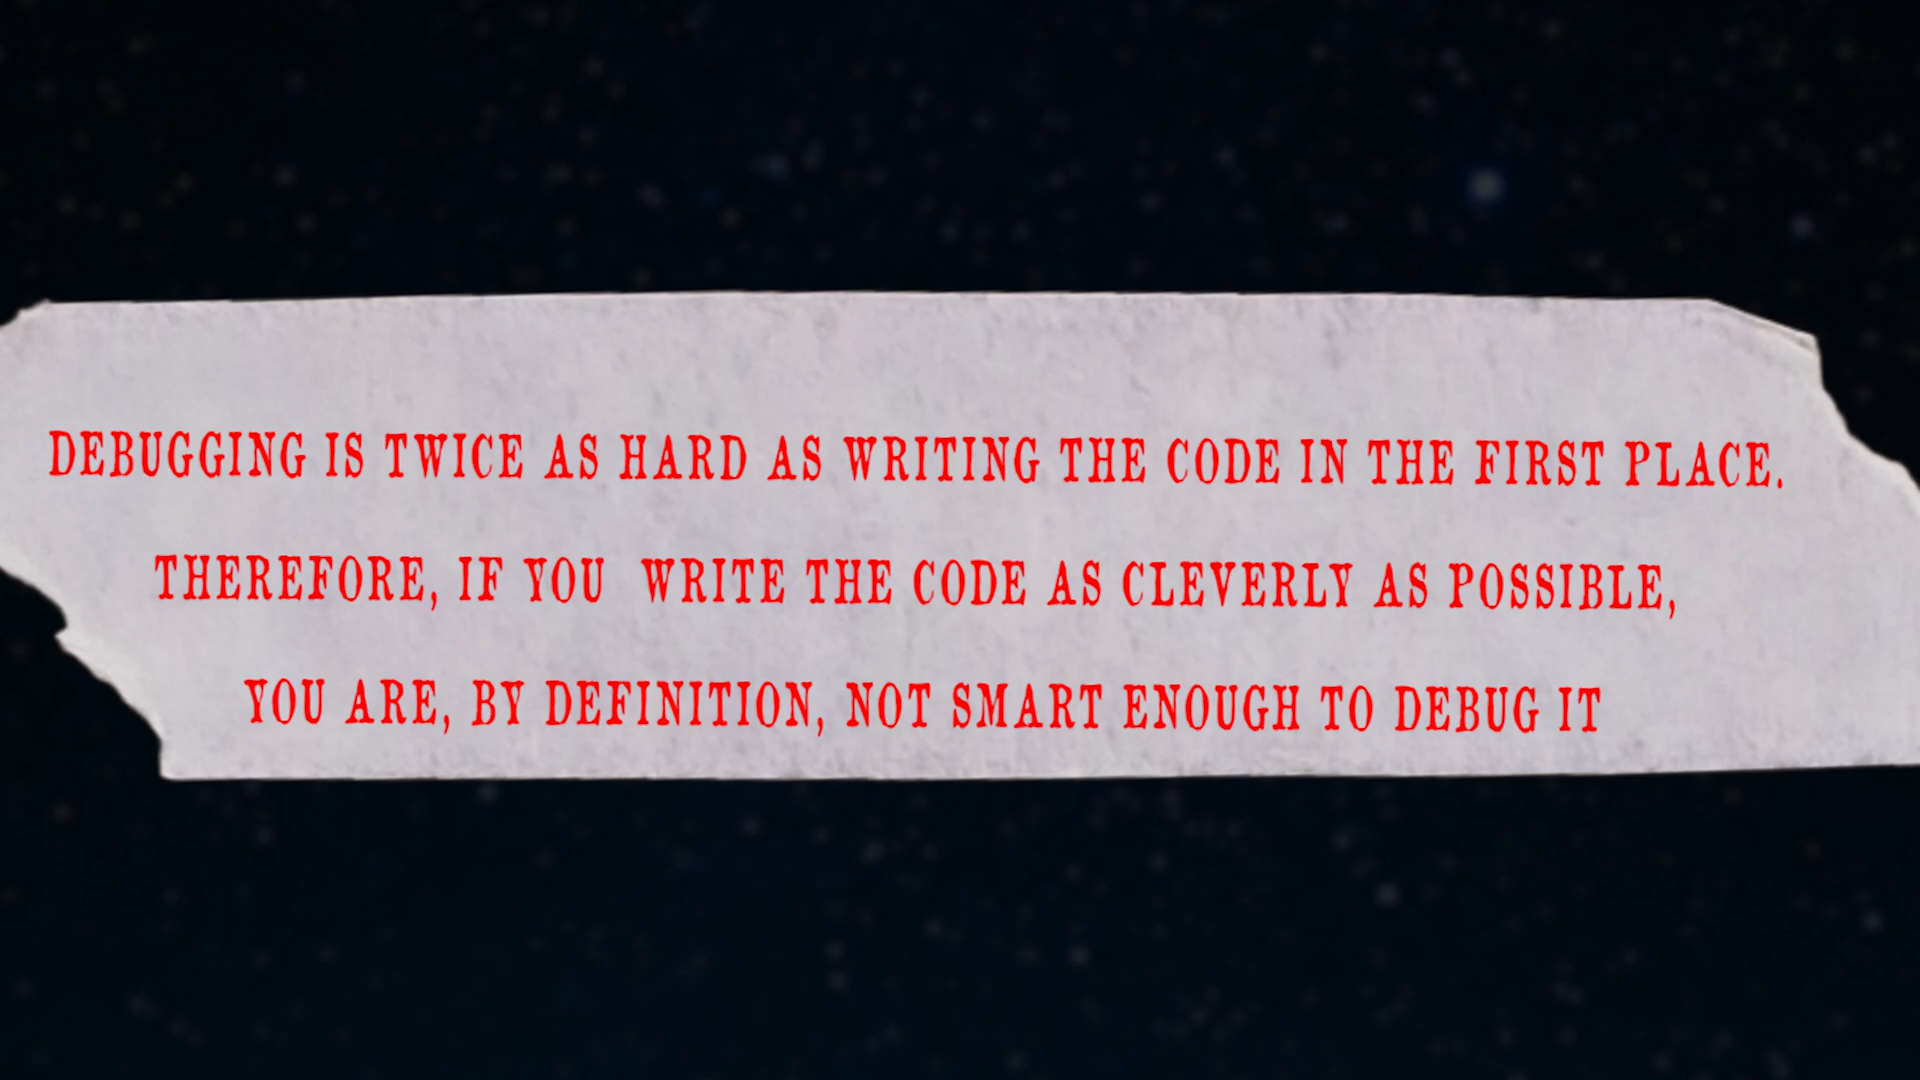 DEBUGGING IS TWICE AS HARD AS WRITING THE CODE IN THE FIRST PLACE.
THEREFORE, IF YOU  WRITE THE CODE AS CLEVERLY AS POSSIBLE,
YOU ARE, BY DEFINITION, NOT SMART ENOUGH TO DEBUG IT